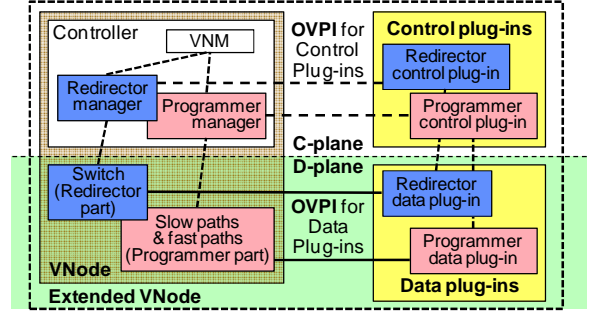 Controller
VNM
Redirector
manager
Programmer
manager
OVPI for
Control
Plug-ins
Control plug-ins
Redirector
control plug-in
Programmer
control plug-in
C-plane
D-plane
Switch
(Redirector
part)
Slow paths
& fast paths
(Programmer part)
VNode
Extended VNode
OVPI for
Data
Plug-ins
Redirector
data plug-in
Programmer
data plug-in
Data plug-ins